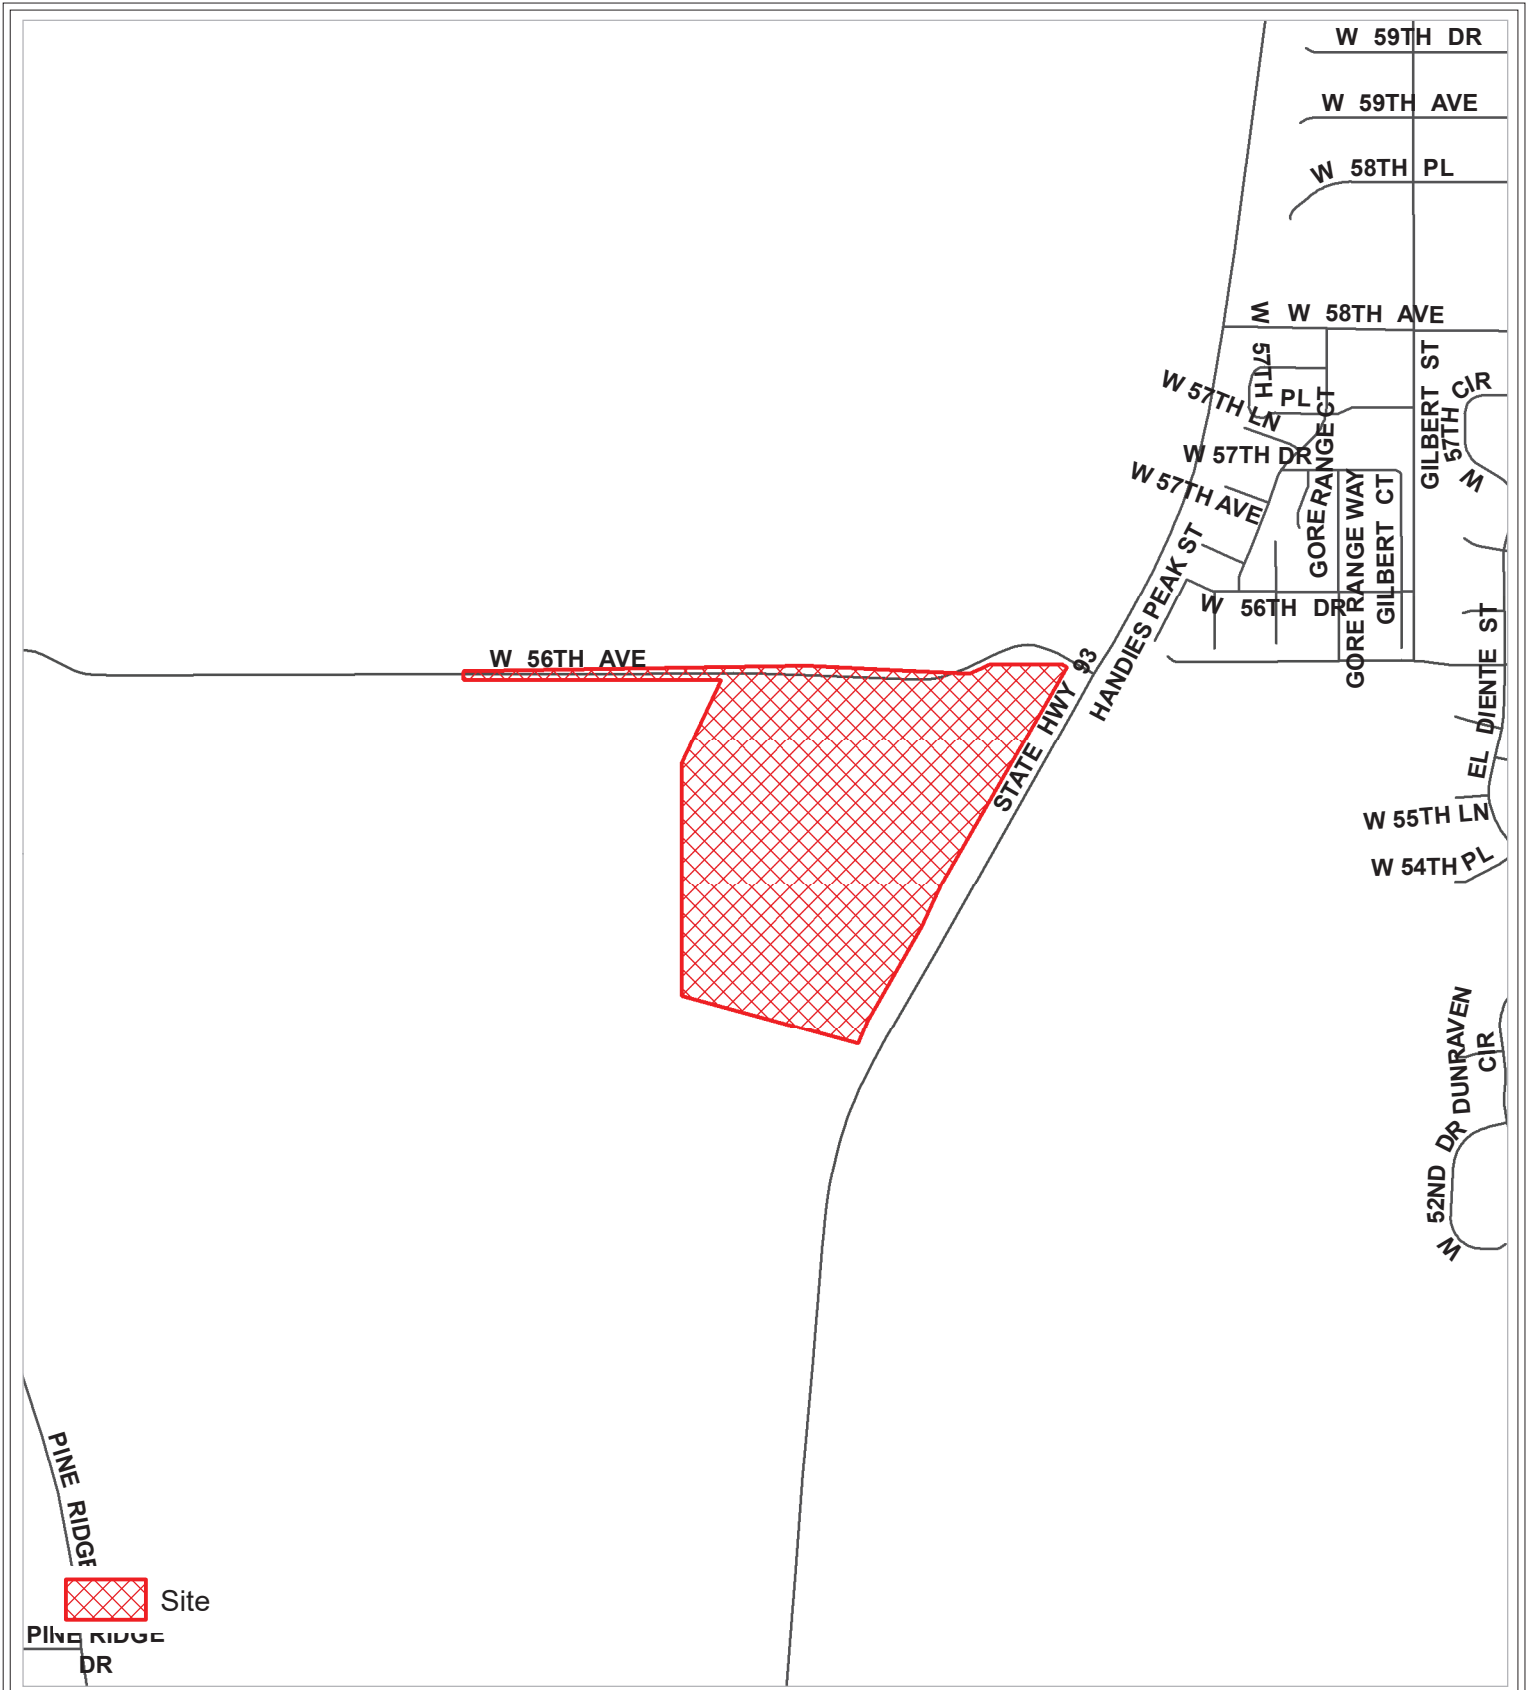 W 59TH DR
W 59TH AVE
W 58TH PL
W 58TH AVE
W 57TH PL
W 57TH LN
GILBERT ST
W 57TH CIR
W 57TH DR
GORE RANGE CT
W 57TH AVE
GORE RANGE WAY
GILBERT CT
HANDIES PEAK ST
W 56TH DR
W 56TH AVE
STATE HWY 93
EL DIENTE ST
W 55TH LN
W 54TH PL
DUNRAVEN
CIR
W 52ND DR
PINE RIDGE
Site
PINE RIDGE
DR